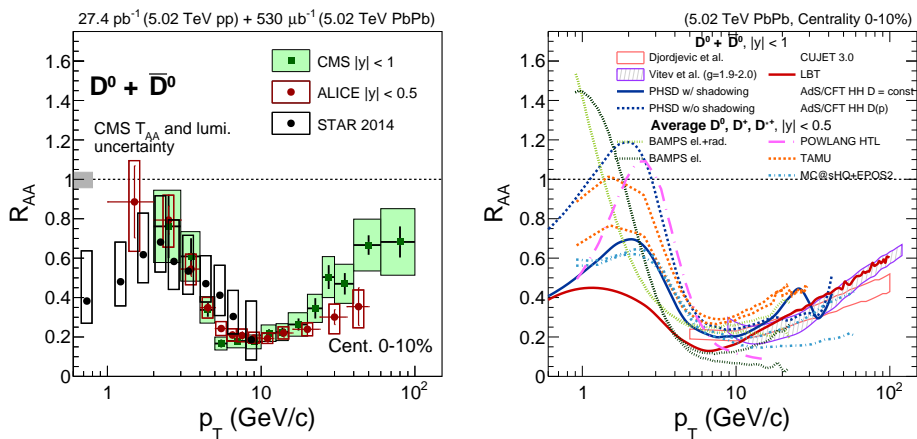 27.4 pb⁻¹ (5.02 TeV pp) + 530 μb⁻¹ (5.02 TeV PbPb)
D⁰ + D̅⁰
CMS |y| < 1
ALICE |y| < 0.5
STAR 2014
CMS T_AA and lumi.
uncertainty
Cent. 0-10%
R_AA
0
0.2
0.4
0.6
0.8
1
1.2
1.4
1.6
1
10
10²
p_T (GeV/c)
(5.02 TeV PbPb, Centrality 0-10%)
D⁰ + D̅⁰, |y| < 1
Djordjevic et al.
CUJET 3.0
Vitev et al. (g=1.9-2.0)
LBT
PHSD w/ shadowing
AdS/CFT HH D = const
PHSD w/o shadowing
AdS/CFT HH D(p)
Average D⁰, D⁺, D*⁺, |y| < 0.5
BAMPS el.+rad.
POWLANG HTL
BAMPS el.
TAMU
MC@sHQ+EPOS2
R_AA
0
0.2
0.4
0.6
0.8
1
1.2
1.4
1.6
1
10
10²
p_T (GeV/c)